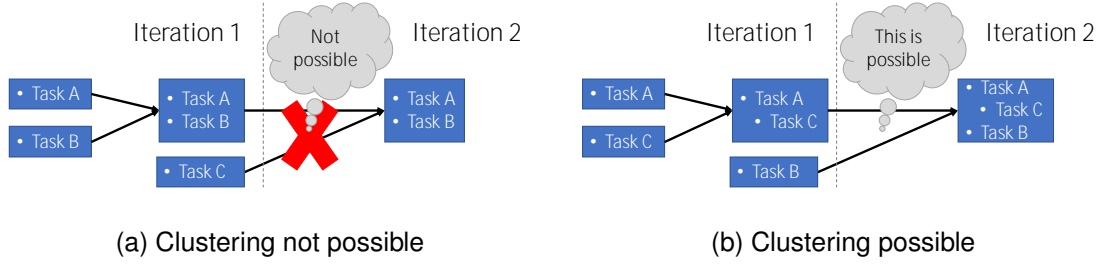 Iteration 1
Not
possible
Iteration 2
• Task A
• Task B
• Task A
• Task B
• Task C
• Task A
• Task B
(a) Clustering not possible
Iteration 1
This is
possible
Iteration 2
• Task A
• Task C
• Task A
• Task C
• Task B
• Task A
• Task C
• Task B
(b) Clustering possible